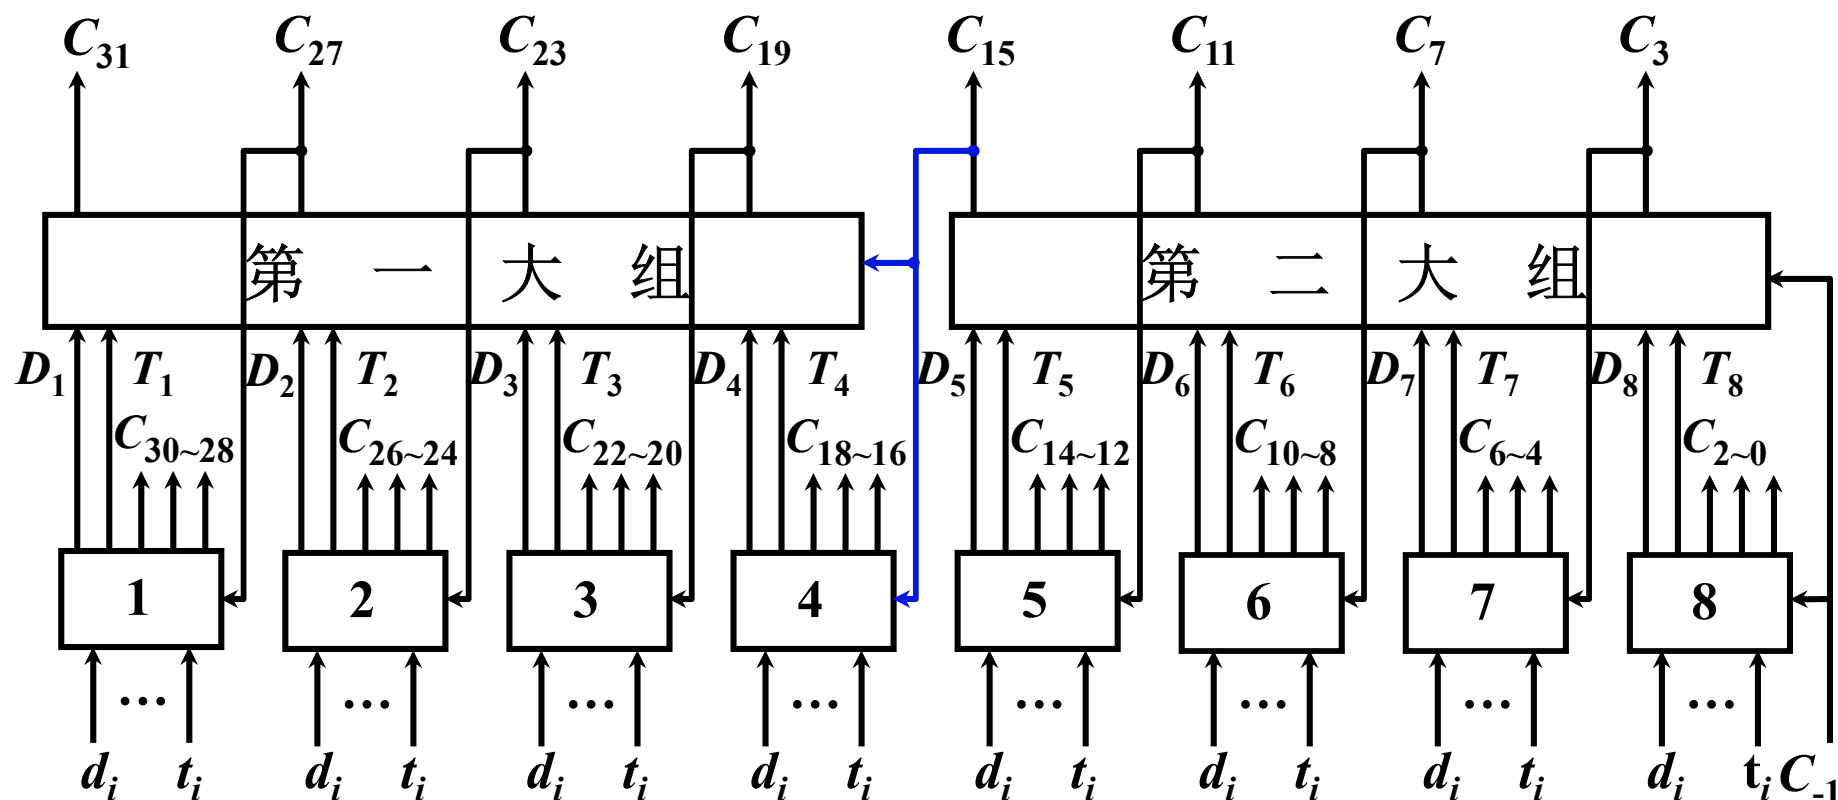 C31 C27 C23 C19 C15 C11 C7 C3
第一大组 第二大组
D1 T1 D2 T2 D3 T3 D4 T4 D5 T5 D6 T6 D7 T7 D8 T8
C30~28 C26~24 C22~20 C18~16 C14~12 C10~8 C6~4 C2~0
1 2 3 4 5 6 7 8
… … … … … … … …
di ti di ti di ti di ti di ti di ti di ti di ti C-1